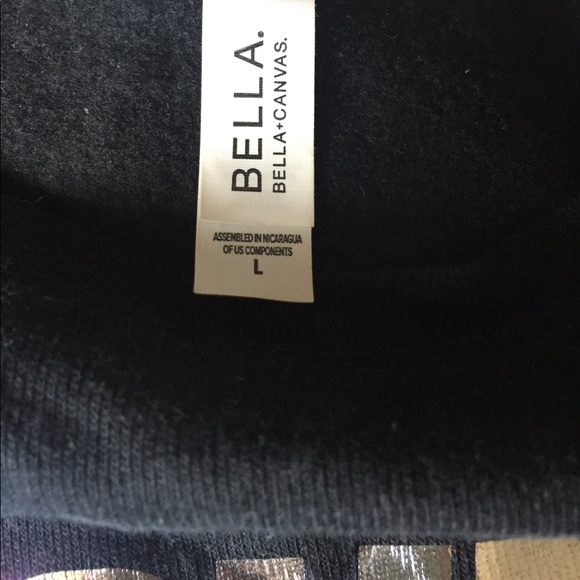 BELLA.
BELLA+CANVAS.
ASSEMBLED IN NICARAGUA
OF US COMPONENTS
L